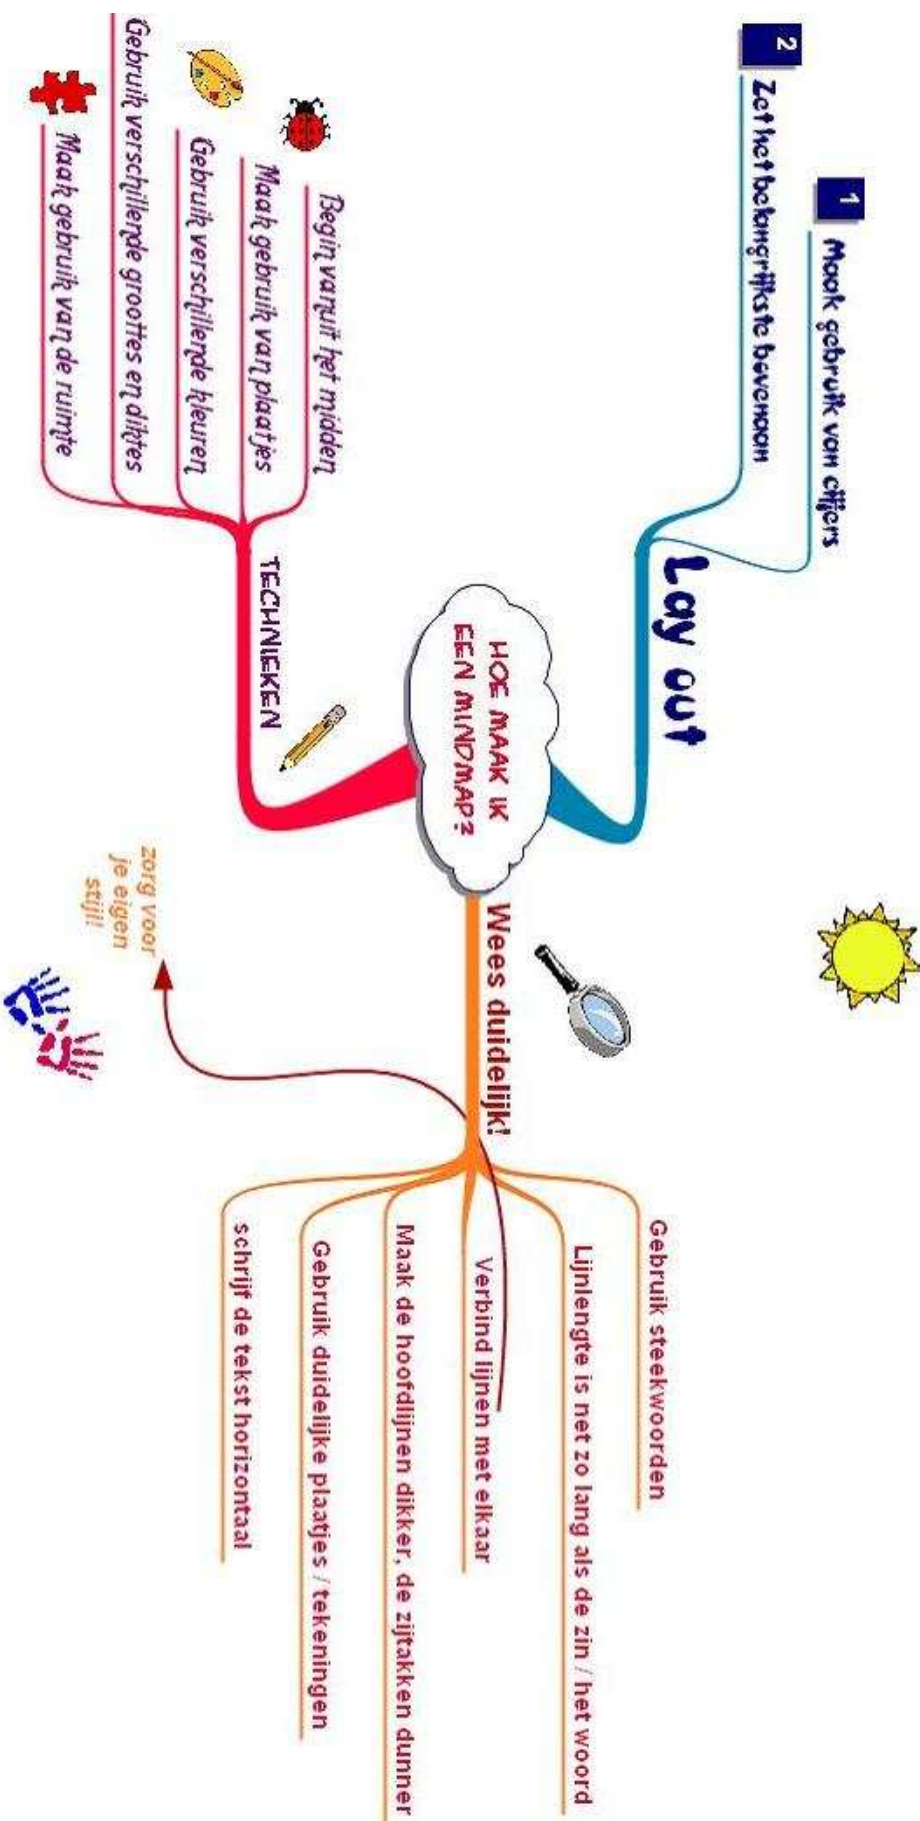 HOE MAAK IK
EEN MINDMAP?
Lay out
1 Maak gebruik van cijfers
2 Zet het belangrijkste bovenaan
Wees duidelijk!
Gebruik steekwoorden
Lijnlengte is net zo lang als de zin / het woord
Verbind lijnen met elkaar
Maak de hoofdlijnen dikker, de zijtakken dunner
Gebruik duidelijke plaatjes / tekeningen
schrijf de tekst horizontaal
zorg voor
je eigen
stijl!
TECHNIEKEN
Begin vanuit het midden
Maak gebruik van plaatjes
Gebruik verschillende kleuren
Gebruik verschillende groottes en diktes
Maak gebruik van de ruimte